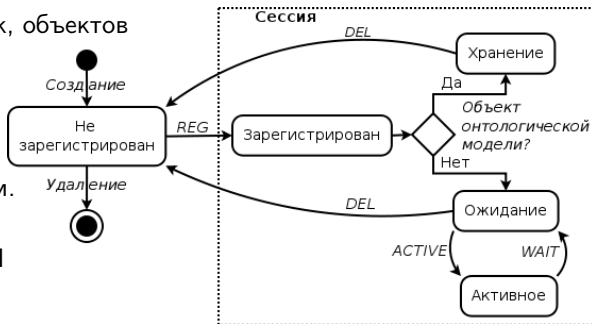 к, объектов
Сессия
DEL
Хранение
Создание
Да
Объект
онтологической
модели?
Не
зарегистрирован
REG
Зарегистрирован
Нет
Удаление
и.
DEL
Ожидание
ACTIVE
WAIT
Активное